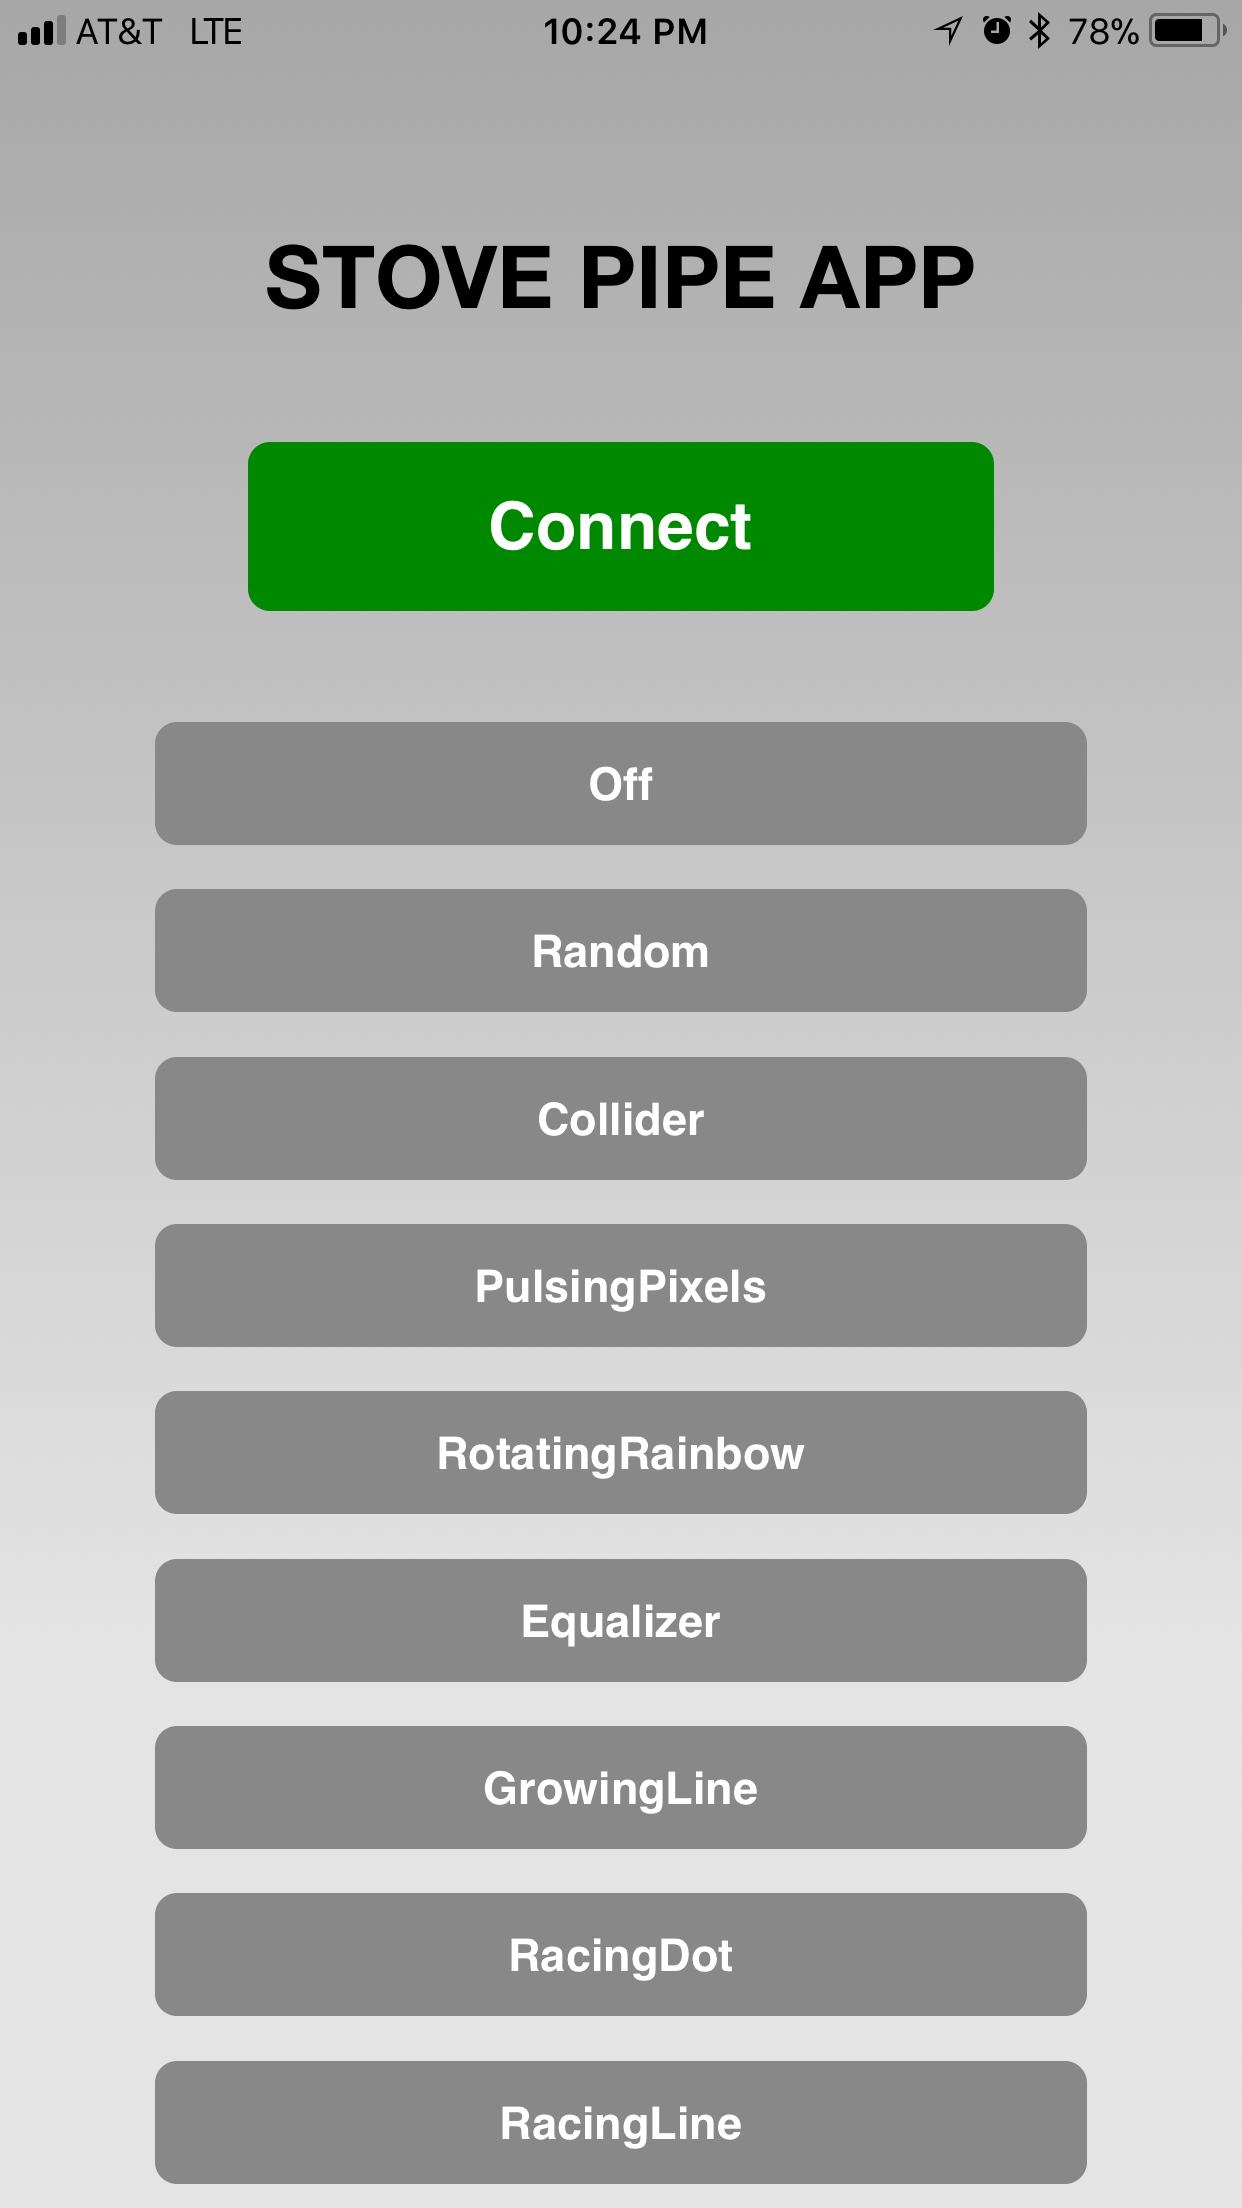 AT&T LTE 10:24 PM 78%
STOVE PIPE APP
Connect
Off
Random
Collider
PulsingPixels
RotatingRainbow
Equalizer
GrowingLine
RacingDot
RacingLine